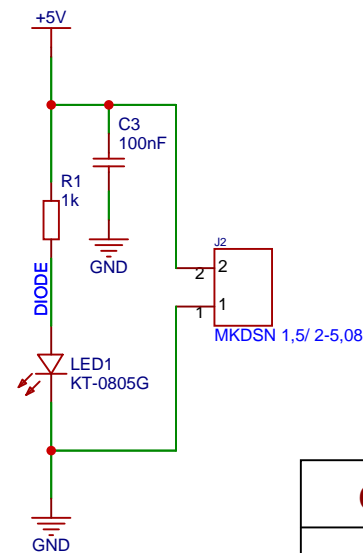 +5V
C3
100nF
R1
1k
GND
DIODE
J2
2 2
1 1
MKDSN 1,5/ 2-5,08
LED1
KT-0805G
GND